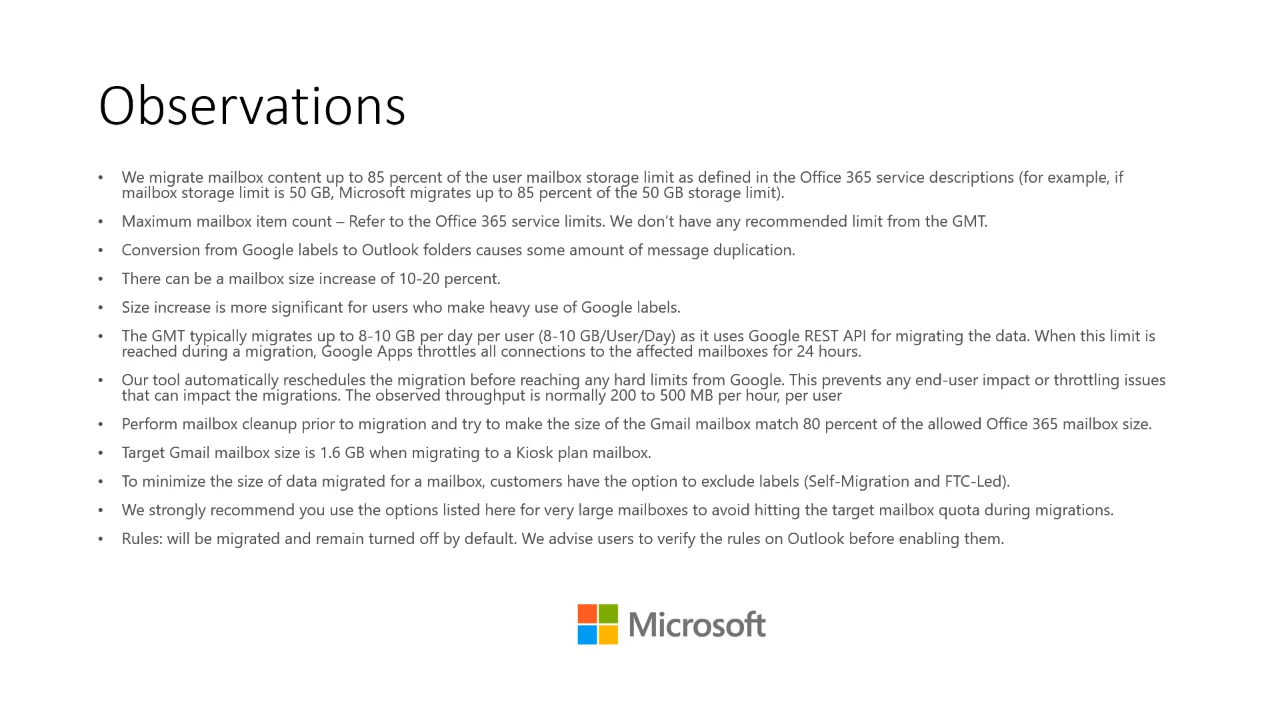 Observations
• We migrate mailbox content up to 85 percent of the user mailbox storage limit as defined in the Office 365 service descriptions (for example, if
mailbox storage limit is 50 GB, Microsoft migrates up to 85 percent of the 50 GB storage limit).
• Maximum mailbox item count – Refer to the Office 365 service limits. We don’t have any recommended limit from the GMT.
• Conversion from Google labels to Outlook folders causes some amount of message duplication.
• There can be a mailbox size increase of 10-20 percent.
• Size increase is more significant for users who make heavy use of Google labels.
• The GMT typically migrates up to 8-10 GB per day per user (8-10 GB/User/Day) as it uses Google REST API for migrating the data. When this limit is
reached during a migration, Google Apps throttles all connections to the affected mailboxes for 24 hours.
• Our tool automatically reschedules the migration before reaching any hard limits from Google. This prevents any end-user impact or throttling issues
that can impact the migrations. The observed throughput is normally 200 to 500 MB per hour, per user
• Perform mailbox cleanup prior to migration and try to make the size of the Gmail mailbox match 80 percent of the allowed Office 365 mailbox size.
• Target Gmail mailbox size is 1.6 GB when migrating to a Kiosk plan mailbox.
• To minimize the size of data migrated for a mailbox, customers have the option to exclude labels (Self-Migration and FTC-Led).
• We strongly recommend you use the options listed here for very large mailboxes to avoid hitting the target mailbox quota during migrations.
• Rules: will be migrated and remain turned off by default. We advise users to verify the rules on Outlook before enabling them.
Microsoft